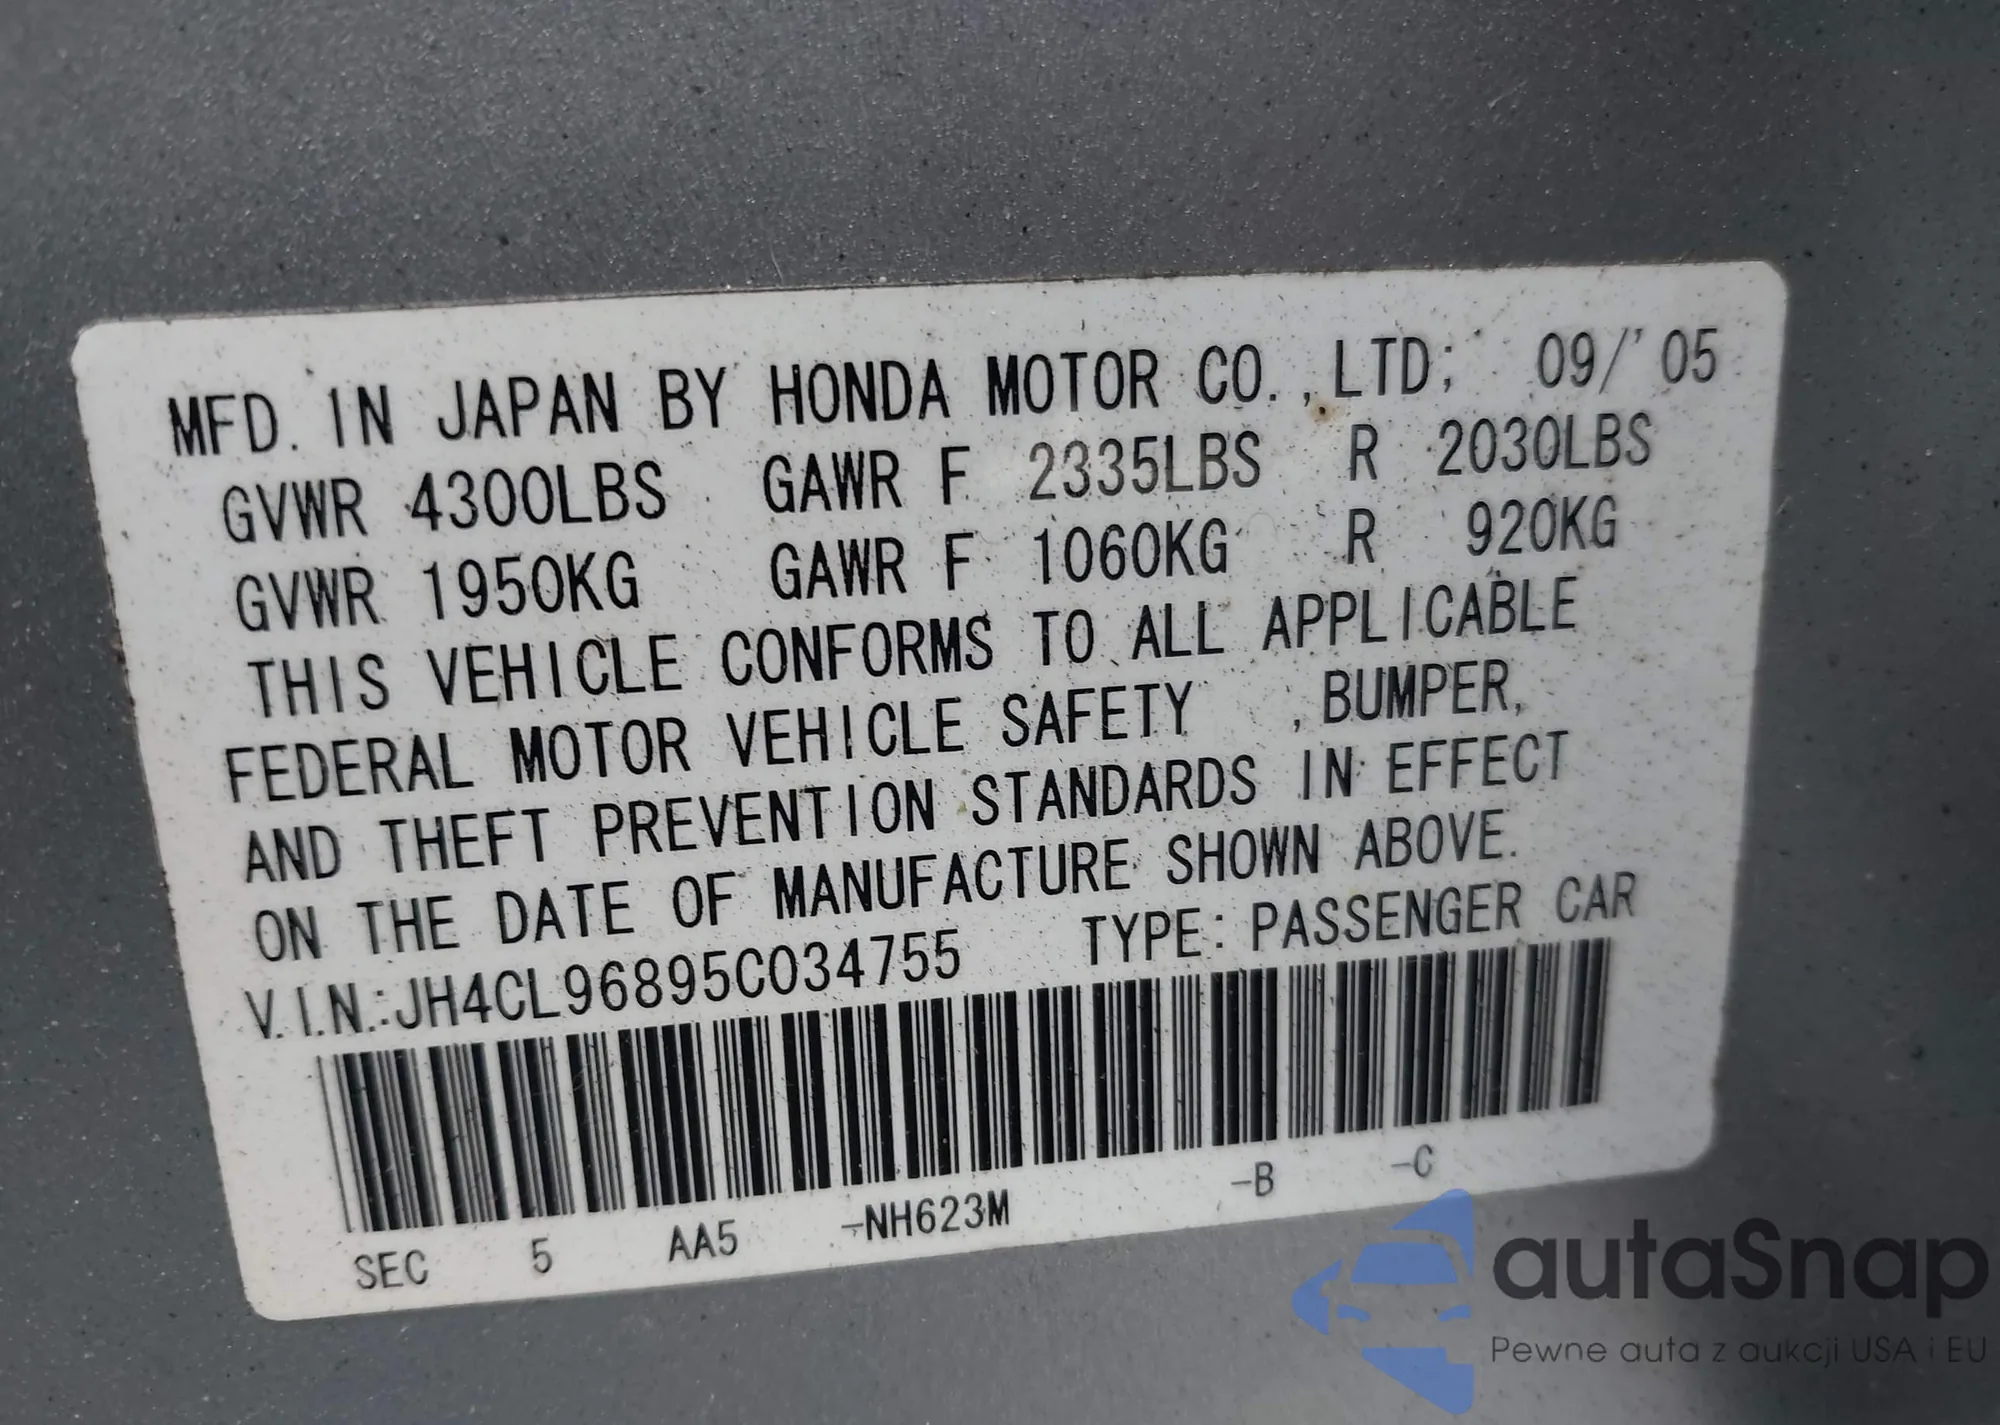 MFD. IN JAPAN BY HONDA MOTOR CO., LTD; 09/'05
GVWR 4300LBS GAWR F 2335LBS R 2030LBS
GVWR 1950KG GAWR F 1060KG R 920KG
THIS VEHICLE CONFORMS TO ALL APPLICABLE
FEDERAL MOTOR VEHICLE SAFETY , BUMPER,
AND THEFT PREVENTION STANDARDS IN EFFECT
ON THE DATE OF MANUFACTURE SHOWN ABOVE.
V.I.N.:JH4CL96895C034755 TYPE: PASSENGER CAR
SEC 5 AA5 -NH623M -B -C
autaSnap
Pewne auta z aukcji USA i EU